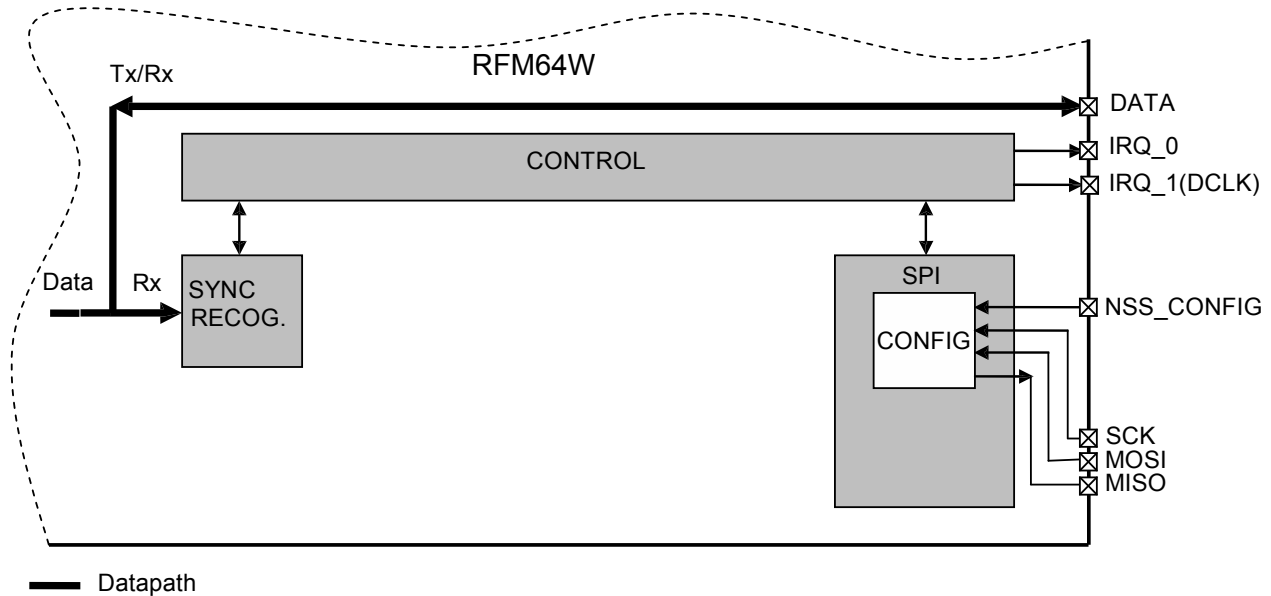 RFM64W
Tx/Rx
DATA
CONTROL
IRQ_0
IRQ_1(DCLK)
Data
Rx
SYNC
RECOG.
SPI
NSS_CONFIG
CONFIG
SCK
MOSI
MISO
Datapath